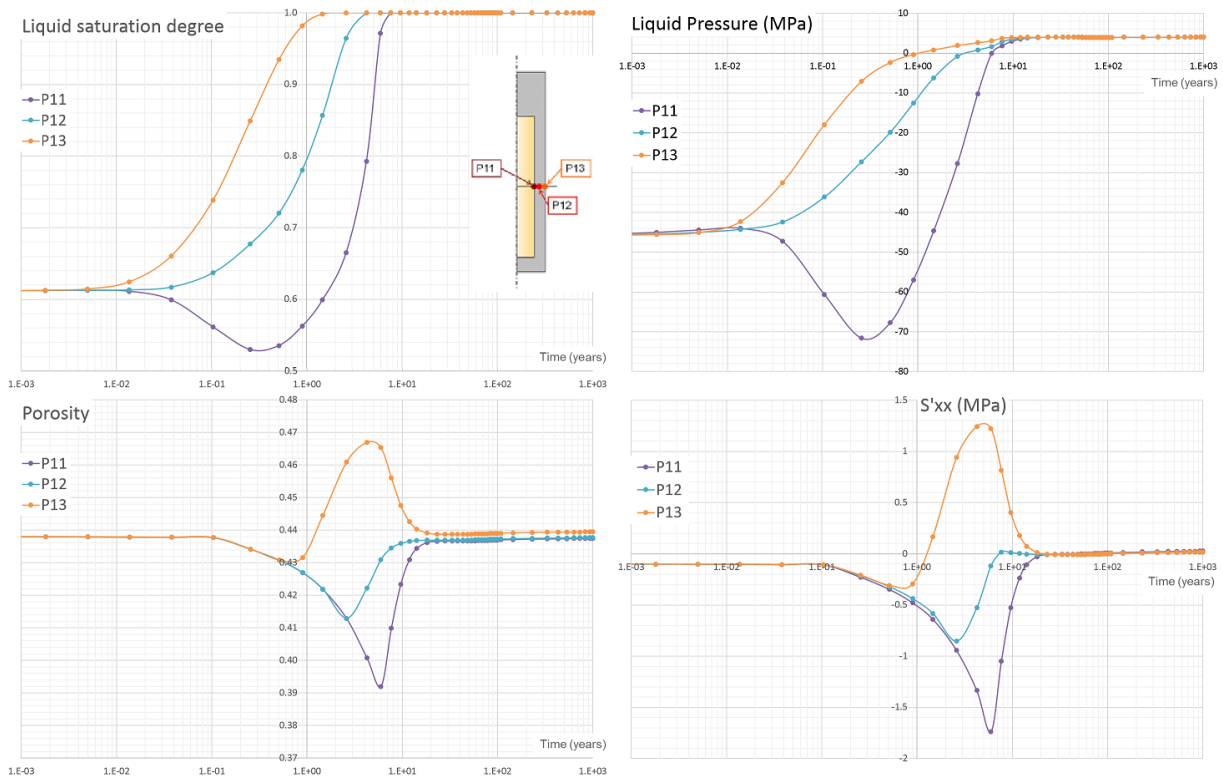 Liquid saturation degree
1.0
0.9
0.8
0.7
0.6
0.5
P11
P12
P13
P11
P13
P12
Time (years)
1.E-03
1.E-02
1.E-01
1.E+00
1.E+01
1.E+02
1.E+03
Liquid Pressure (MPa)
10
0
-10
-20
-30
-40
-50
-60
-70
-80
1.E-03
1.E-02
1.E-01
1.E+00
1.E+01
1.E+02
1.E+03
Time (years)
P11
P12
P13
Porosity
0.48
0.47
0.46
0.45
0.44
0.43
0.42
0.41
0.40
0.39
0.38
0.37
P11
P12
P13
Time (years)
1.E-03
1.E-02
1.E-01
1.E+00
1.E+01
1.E+02
1.E+03
S'xx (MPa)
1.5
1
0.5
0
-0.5
-1
-1.5
-2
P11
P12
P13
1.E-03
1.E-02
1.E-01
1.E+00
1.E+01
1.E+02
1.E+03
Time (years)